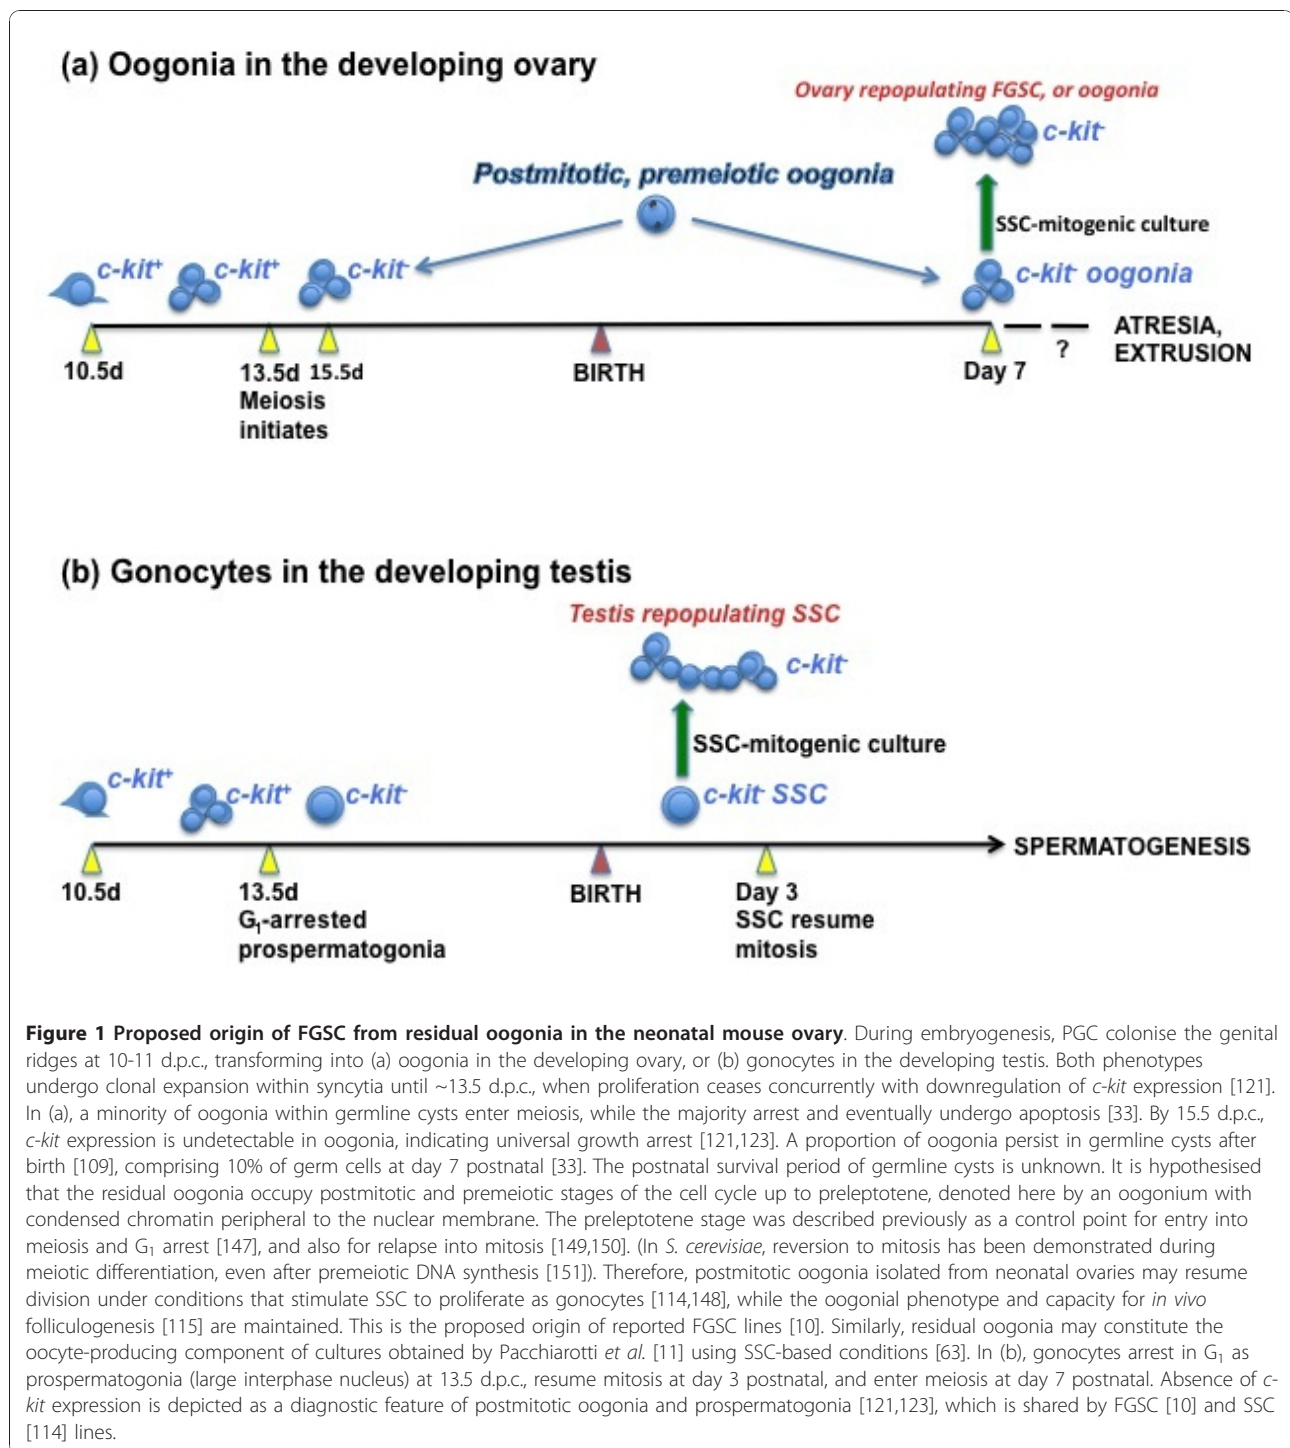 (a) Oogonia in the developing ovary
Ovary repopulating FGSC, or oogonia
c-kit-
Postmitotic, premeiotic oogonia
SSC-mitogenic culture
c-kit+ c-kit+ c-kit- c-kit- oogonia
ATRESIA,
EXTRUSION
?
10.5d 13.5d 15.5d BIRTH Day 7
Meiosis
initiates
(b) Gonocytes in the developing testis
Testis repopulating SSC
c-kit-
SSC-mitogenic culture
c-kit+ c-kit+ c-kit- c-kit- SSC
SPERMATOGENESIS
10.5d 13.5d BIRTH Day 3
G1-arrested SSC resume
prospermatogonia mitosis
Figure 1 Proposed origin of FGSC from residual oogonia in the neonatal mouse ovary. During embryogenesis, PGC colonise the genital
ridges at 10-11 d.p.c., transforming into (a) oogonia in the developing ovary, or (b) gonocytes in the developing testis. Both phenotypes
undergo clonal expansion within syncytia until ~13.5 d.p.c., when proliferation ceases concurrently with downregulation of c-kit expression [121].
In (a), a minority of oogonia within germline cysts enter meiosis, while the majority arrest and eventually undergo apoptosis [33]. By 15.5 d.p.c.,
c-kit expression is undetectable in oogonia, indicating universal growth arrest [121,123]. A proportion of oogonia persist in germline cysts after
birth [109], comprising 10% of germ cells at day 7 postnatal [33]. The postnatal survival period of germline cysts is unknown. It is hypothesised
that the residual oogonia occupy postmitotic and premeiotic stages of the cell cycle up to preleptotene, denoted here by an oogonium with
condensed chromatin peripheral to the nuclear membrane. The preleptotene stage was described previously as a control point for entry into
meiosis and G1 arrest [147], and also for relapse into mitosis [149,150]. (In S. cerevisiae, reversion to mitosis has been demonstrated during
meiotic differentiation, even after premeiotic DNA synthesis [151]). Therefore, postmitotic oogonia isolated from neonatal ovaries may resume
division under conditions that stimulate SSC to proliferate as gonocytes [114,148], while the oogonial phenotype and capacity for in vivo
folliculogenesis [115] are maintained. This is the proposed origin of reported FGSC lines [10]. Similarly, residual oogonia may constitute the
oocyte-producing component of cultures obtained by Pacchiarotti et al. [11] using SSC-based conditions [63]. In (b), gonocytes arrest in G1 as
prospermatogonia (large interphase nucleus) at 13.5 d.p.c., resume mitosis at day 3 postnatal, and enter meiosis at day 7 postnatal. Absence of c-
kit expression is depicted as a diagnostic feature of postmitotic oogonia and prospermatogonia [121,123], which is shared by FGSC [10] and SSC
[114] lines.